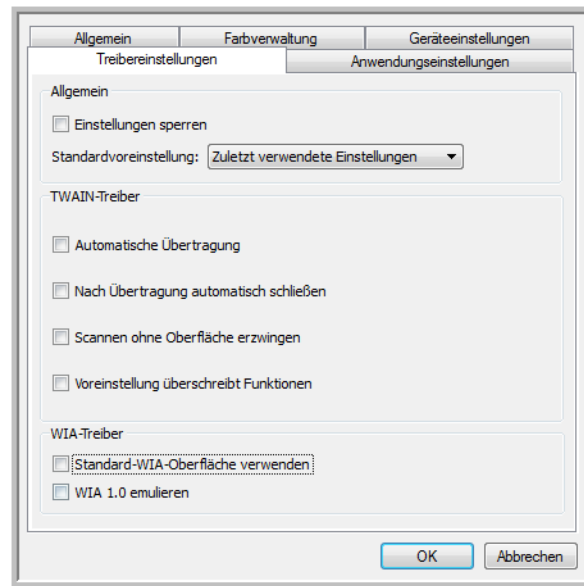 Allgemein Farbverwaltung Geräteeinstellungen
Treibereinstellungen Anwendungseinstellungen
Allgemein
Einstellungen sperren
Standardvoreinstellung: Zuletzt verwendete Einstellungen
TWAIN-Treiber
Automatische Übertragung
Nach Übertragung automatisch schließen
Scannen ohne Oberfläche erzwingen
Voreinstellung überschreibt Funktionen
WIA-Treiber
Standard-WIA-Oberfläche verwenden
WIA 1.0 emulieren
OK Abbrechen